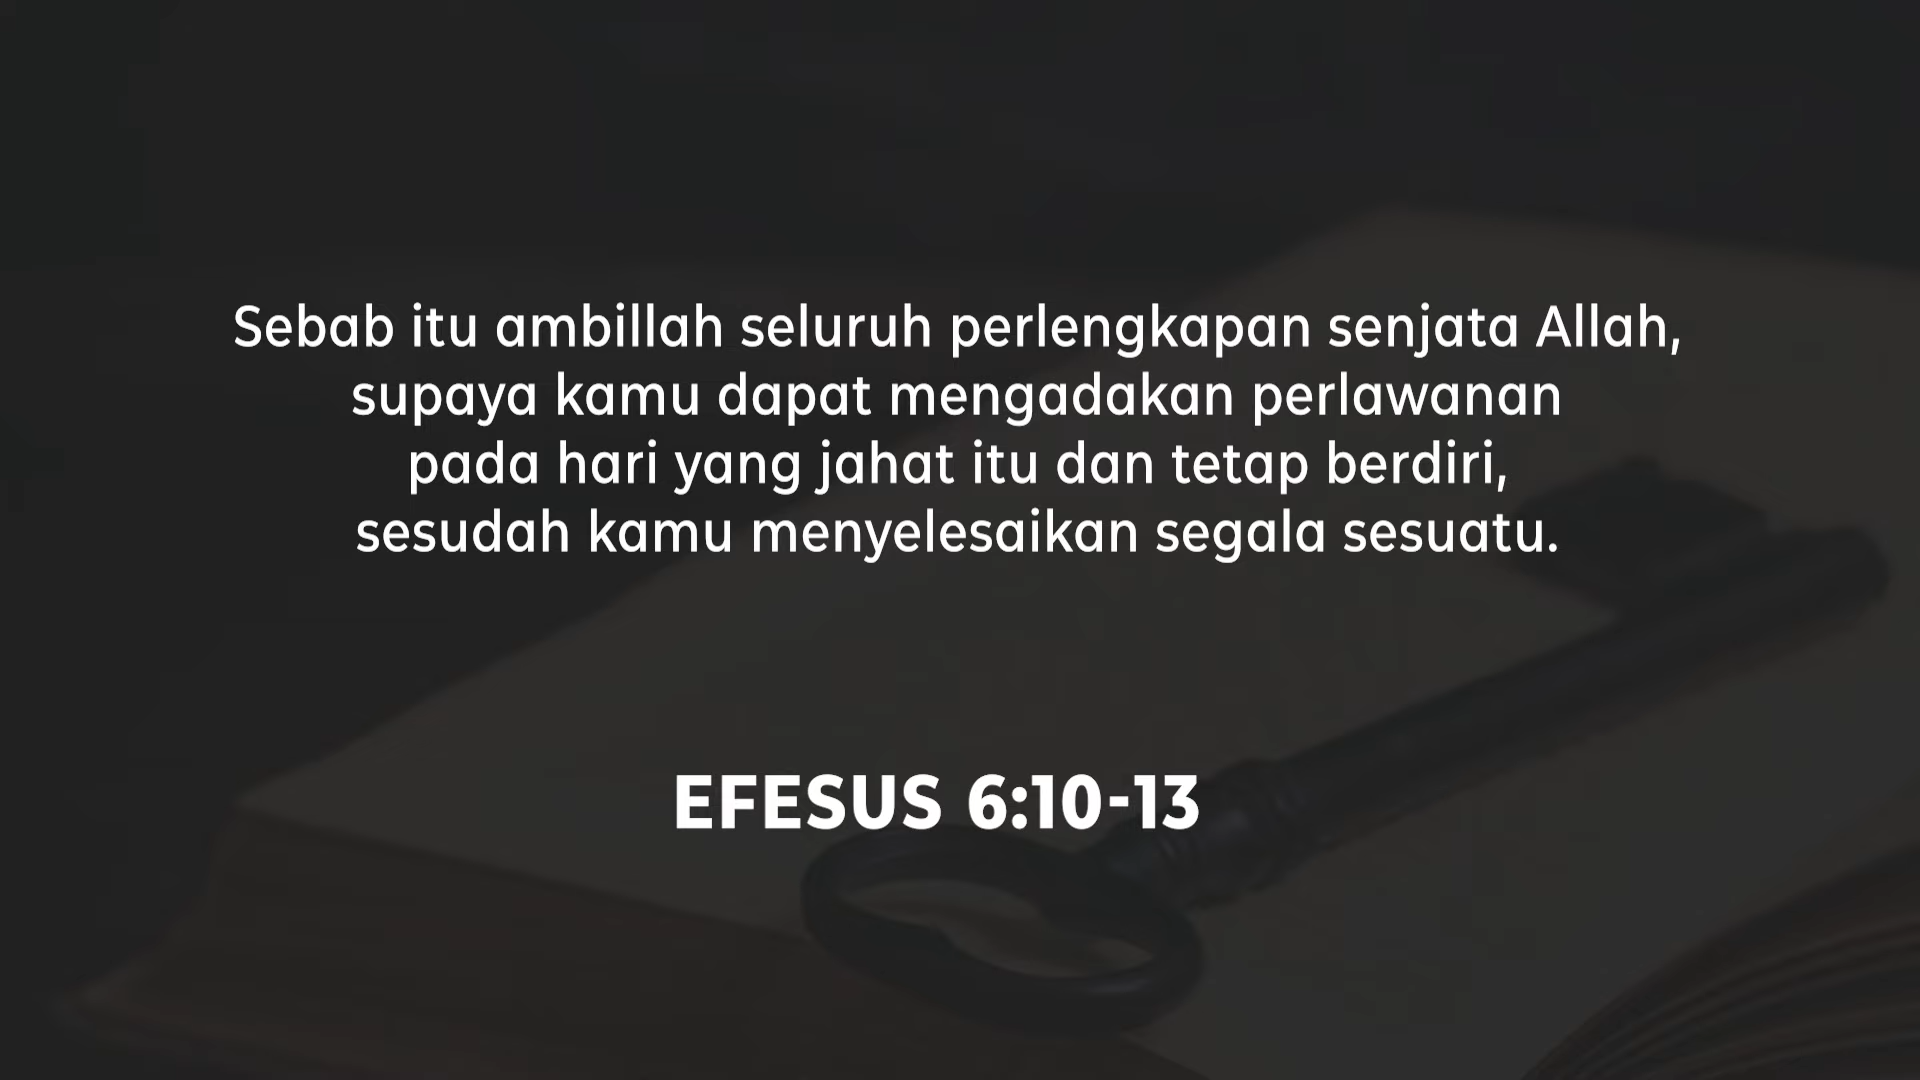 Sebab itu ambillah seluruh perlengkapan senjata Allah,
supaya kamu dapat mengadakan perlawanan
pada hari yang jahat itu dan tetap berdiri,
sesudah kamu menyelesaikan segala sesuatu.
EFESUS 6:10-13